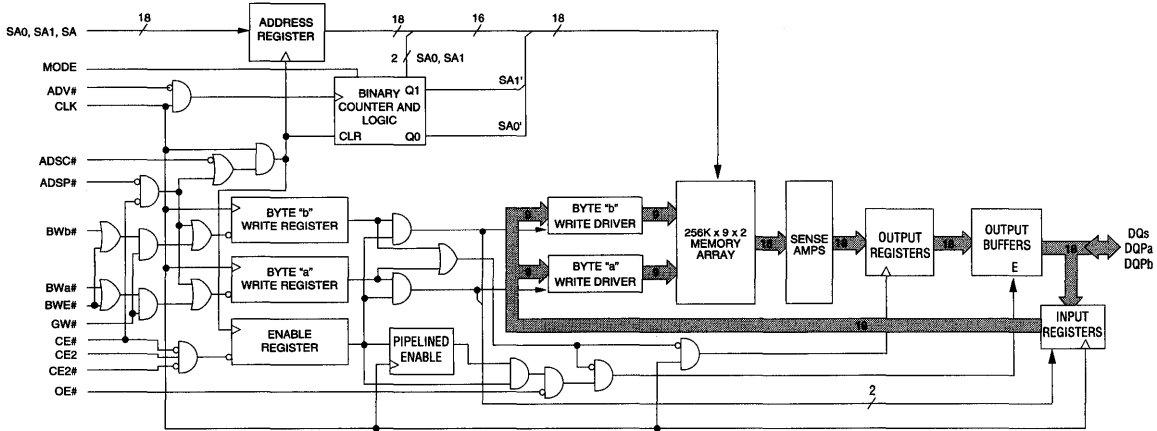 SA0, SA1, SA
18
ADDRESS
REGISTER
18
16
18
2
SA0, SA1
MODE
ADV#
CLK
BINARY
COUNTER AND
LOGIC
Q1
CLR
Q0
SA1'
SA0'
ADSC#
ADSP#
BWb#
BWa#
BWE#
GW#
CE#
CE2
CE2#
OE#
BYTE "b"
WRITE REGISTER
BYTE "a"
WRITE REGISTER
ENABLE
REGISTER
PIPELINED
ENABLE
9
BYTE "b"
WRITE DRIVER
9
9
BYTE "a"
WRITE DRIVER
9
256K x 9 x 2
MEMORY
ARRAY
18
SENSE
AMPS
18
OUTPUT
REGISTERS
18
OUTPUT
BUFFERS
E
18
DQs
DQPa
DQPb
18
INPUT
REGISTERS
2